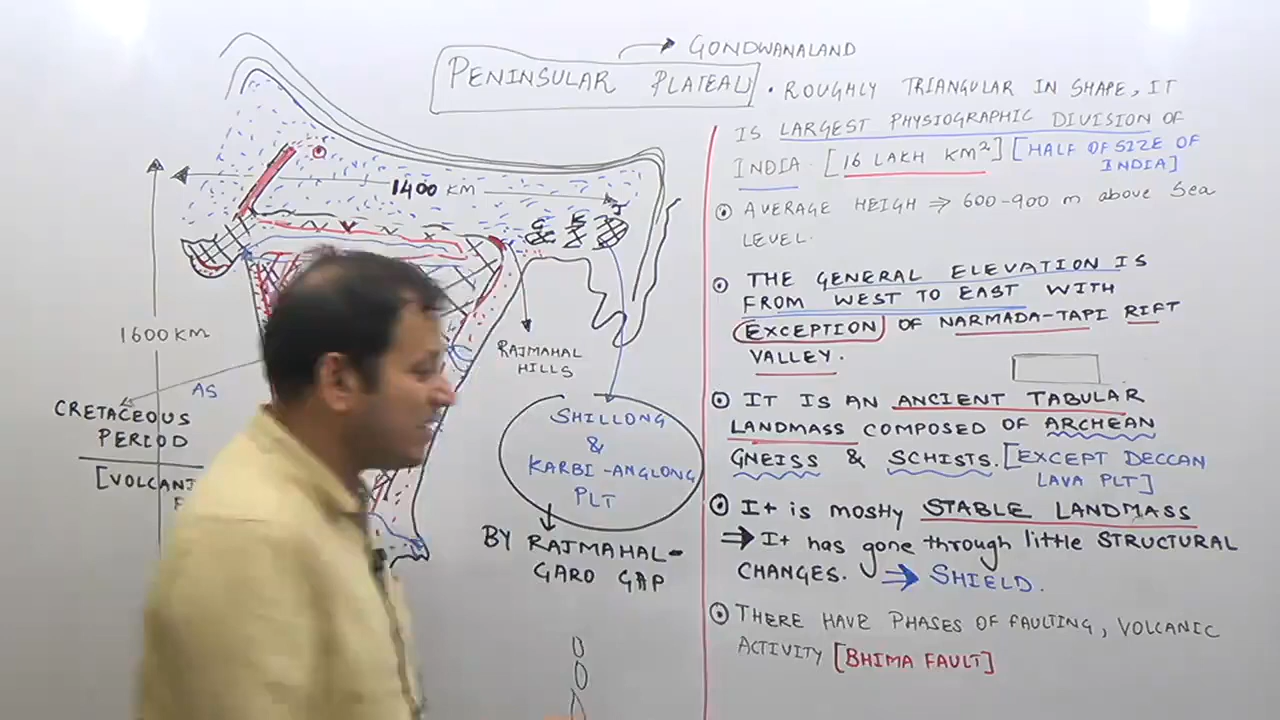 GONDWANALAND
PENINSULAR PLATEAU
• ROUGHLY TRIANGULAR IN SHAPE, IT
IS LARGEST PHYSIOGRAPHIC DIVISION OF
INDIA. [16 LAKH KM²] [HALF OF SIZE OF
INDIA]
AVERAGE HEIGH ⇒ 600-900 m above Sea
LEVEL.
THE GENERAL ELEVATION IS
FROM WEST TO EAST WITH
EXCEPTION OF NARMADA-TAPI RIFT
VALLEY.
IT IS AN ANCIENT TABULAR
LANDMASS COMPOSED OF ARCHEAN
GNEISS & SCHISTS. [EXCEPT DECCAN
LAVA PLT]
It is mostly STABLE LANDMASS
⇒ It has gone through little STRUCTURAL
CHANGES. ⇒ SHIELD.
THERE HAVE PHASES OF FAULTING, VOLCANIC
ACTIVITY [BHIMA FAULT]
1400 KM
G K J
1600 KM
AS
CRETACEOUS
PERIOD
[VOLCANI
RAJMAHAL
HILLS
SHILLONG
&
KARBI-ANGLONG
PLT
BY RAJMAHAL-
GARO GAP